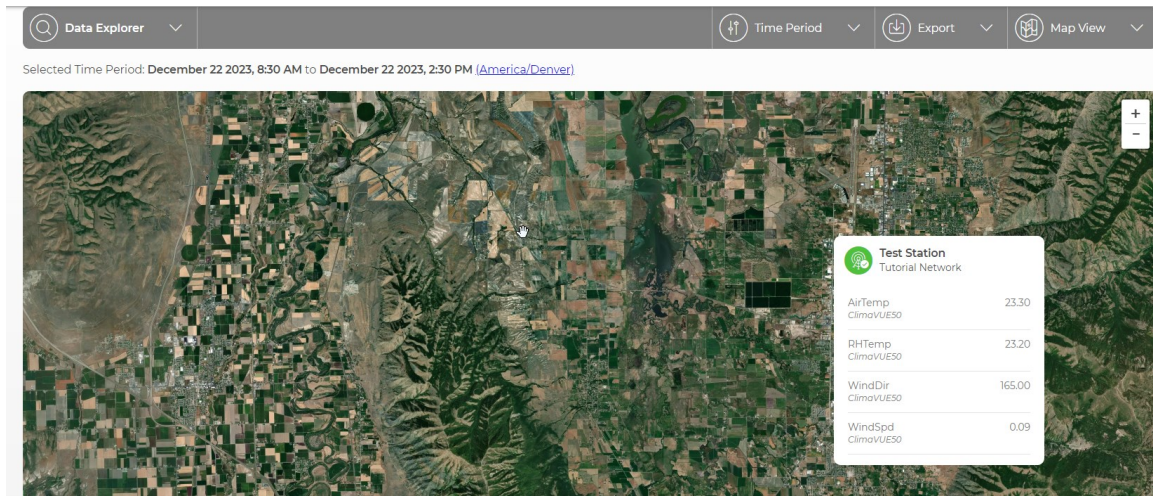 Data Explorer
Time Period
Export
Map View
Selected Time Period: December 22 2023, 8:30 AM to December 22 2023, 2:30 PM (America/Denver)
+
−
Test Station
Tutorial Network
AirTemp 23.30
ClimaVUE50
RHTemp 23.20
ClimaVUE50
WindDir 165.00
ClimaVUE50
WindSpd 0.09
ClimaVUE50